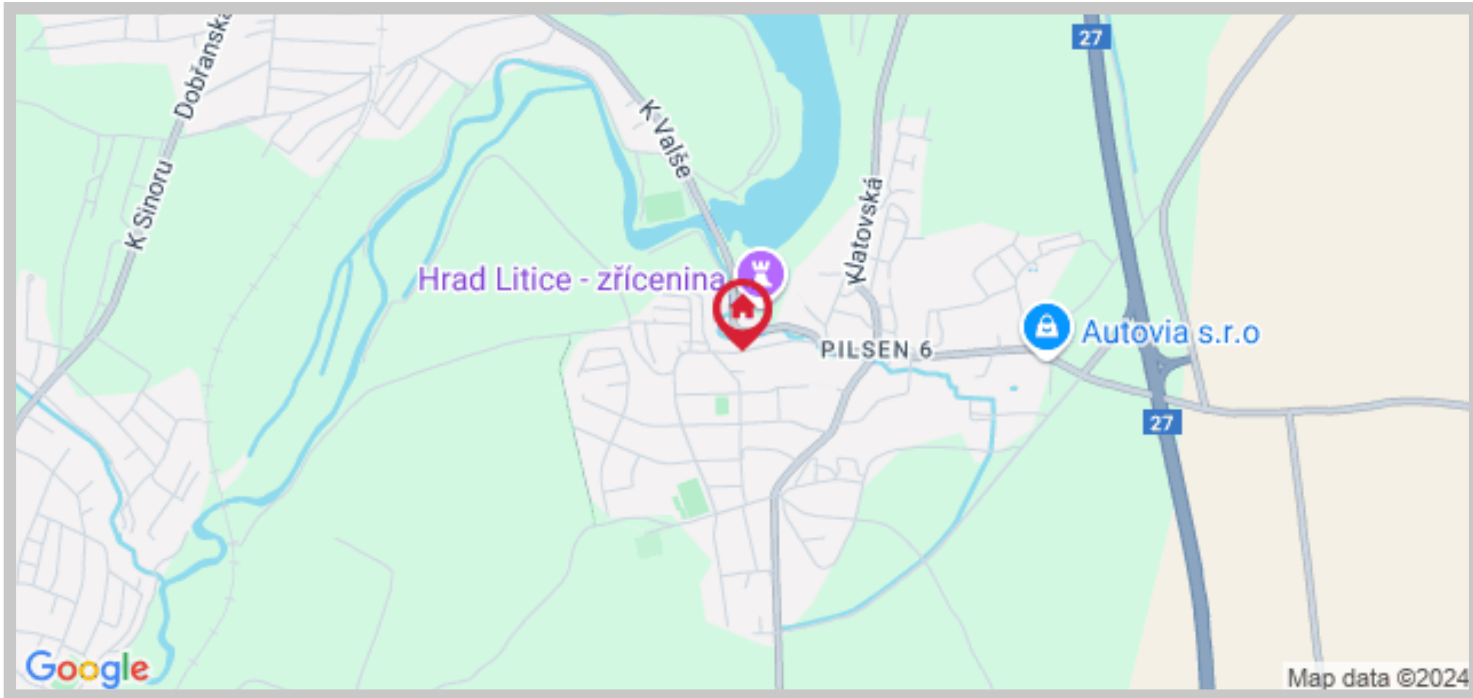 27
Dobřanská
K Valše
K Sinoru
Klatovská
Hrad Litice - zřícenina
Autovia s.r.o
PILSEN 6
27
Google
Map data ©2024